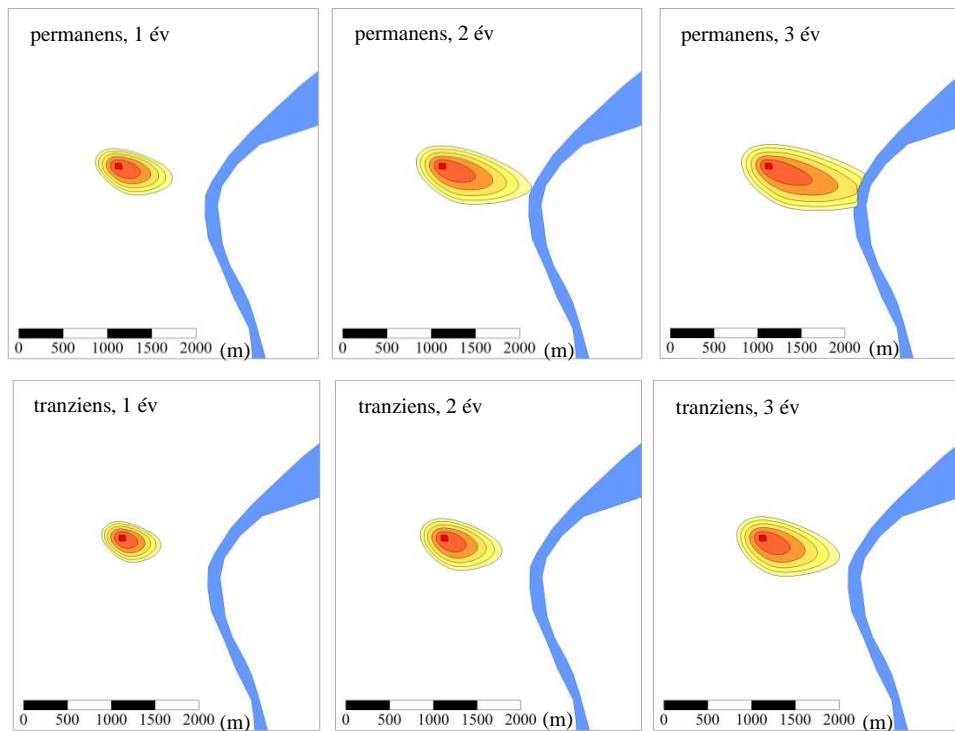 permanens, 1 év
permanens, 2 év
permanens, 3 év
0 500 1000 1500 2000 (m)
0 500 1000 1500 2000 (m)
0 500 1000 1500 2000 (m)
tranziens, 1 év
tranziens, 2 év
tranziens, 3 év
0 500 1000 1500 2000 (m)
0 500 1000 1500 2000 (m)
0 500 1000 1500 2000 (m)